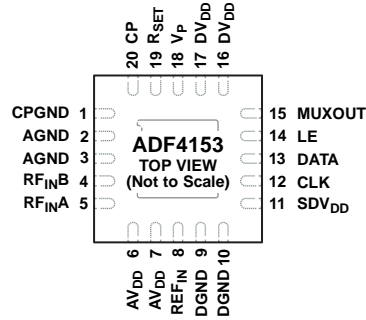 20 CP
19 RSET
18 VP
17 DVDD
16 DVDD
CPGND 1
AGND 2
AGND 3
RFINB 4
RFINA 5
ADF4153
TOP VIEW
(Not to Scale)
15 MUXOUT
14 LE
13 DATA
12 CLK
11 SDVDD
AVDD 6
AVDD 7
REFIN 8
DGND 9
DGND 10